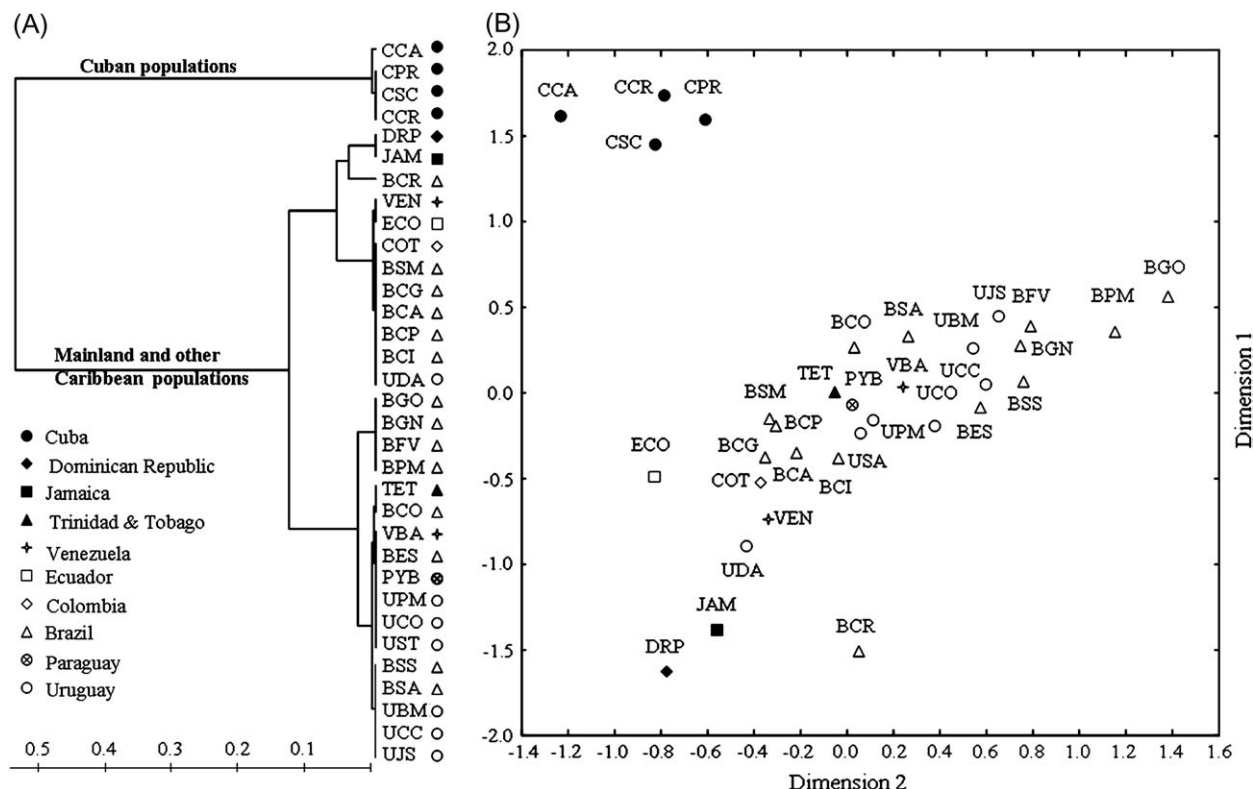 (A)
Cuban populations
Mainland and other
Caribbean populations
CCA
CPR
CSC
CCR
DRP
JAM
BCR
VEN
ECO
COT
BSM
BCG
BCA
BCP
BCI
UDA
BGO
BGN
BFV
BPM
TET
BCO
VBA
BES
PYB
UPM
UCO
UST
BSS
BSA
UBM
UCC
UJS
Cuba
Dominican Republic
Jamaica
Trinidad & Tobago
Venezuela
Ecuador
Colombia
Brazil
Paraguay
Uruguay
0.5 0.4 0.3 0.2 0.1
(B)
2.0
1.5
1.0
0.5
0.0
-0.5
-1.0
-1.5
-2.0
Dimension 1
CCA CCR CPR
CSC
BGO
UJS BFV BPM
BCO BSA UBM
BGN
TET PYB VBA UCC
BSM UCO BSS
BCP UPM BES
ECO BCG USA
COT BCA BCI
VEN
UDA
JAM
BCR
DRP
-1.4 -1.2 -1.0 -0.8 -0.6 -0.4 -0.2 0.0 0.2 0.4 0.6 0.8 1.0 1.2 1.4 1.6
Dimension 2